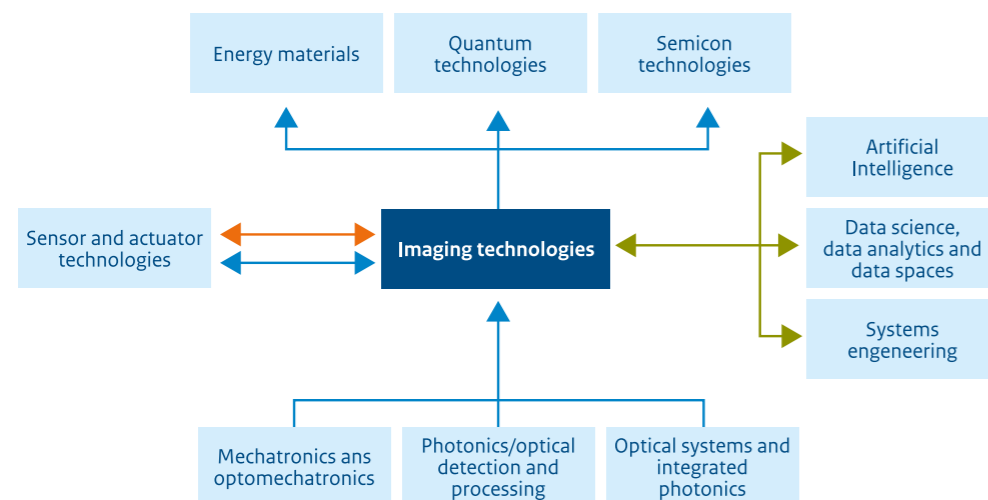 Energy materials
Quantum
technologies
Semicon
technologies
Artificial
Intelligence
Sensor and actuator
technologies
Imaging technologies
Data science,
data analytics and
data spaces
Systems
engeneering
Mechatronics ans
optomechatronics
Photonics/optical
detection and
processing
Optical systems and
integrated
photonics